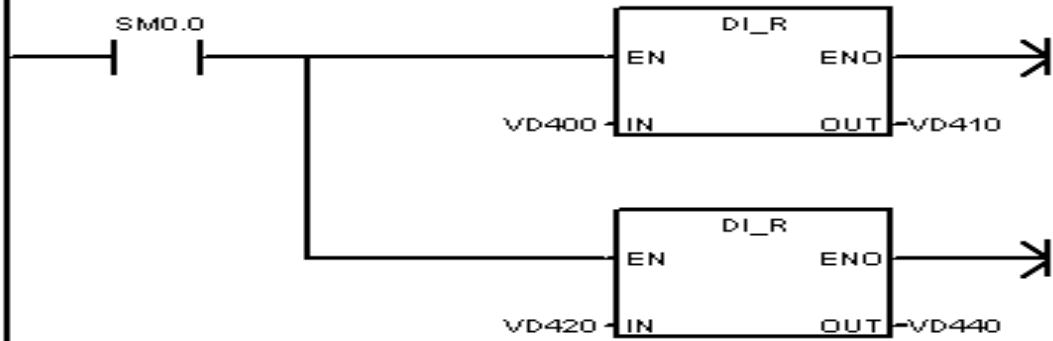 SM0.0
DI_R
EN ENO
VD400 IN OUT VD410
DI_R
EN ENO
VD420 IN OUT VD440